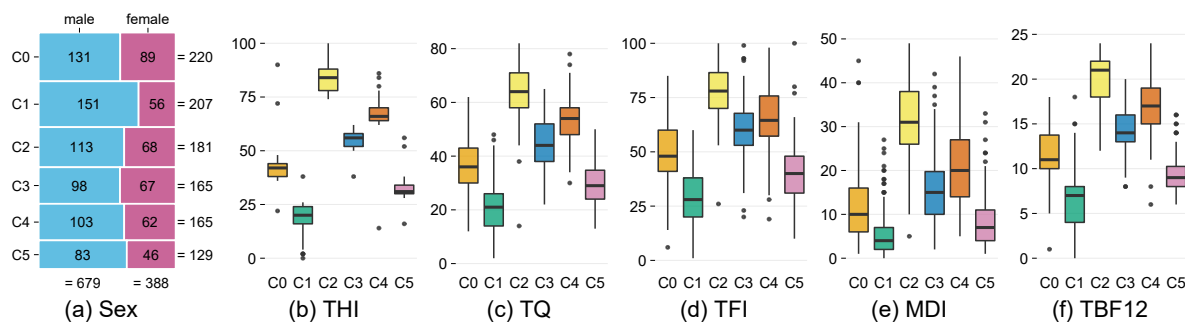 male female
C0 131 89 = 220
C1 151 56 = 207
C2 113 68 = 181
C3 98 67 = 165
C4 103 62 = 165
C5 83 46 = 129
= 679 = 388
(a) Sex
100
75
50
25
0
C0 C1 C2 C3 C4 C5
(b) THI
80
60
40
20
0
C0 C1 C2 C3 C4 C5
(c) TQ
100
75
50
25
0
C0 C1 C2 C3 C4 C5
(d) TFI
50
40
30
20
10
0
C0 C1 C2 C3 C4 C5
(e) MDI
25
20
15
10
5
0
C0 C1 C2 C3 C4 C5
(f) TBF12